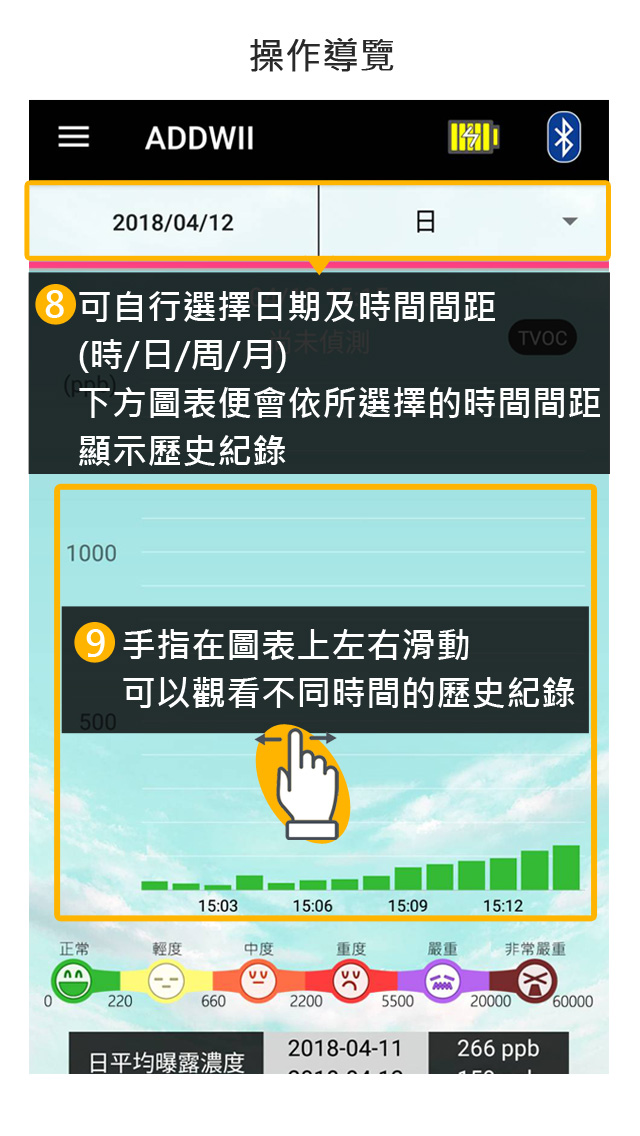 操作導覽
ADDWII
2018/04/12 日
8 可自行選擇日期及時間間距
(時/日/周/月)
下方圖表便會依所選擇的時間間距
顯示歷史紀錄
尚未偵測
TVOC
(ppb)
1000
9 手指在圖表上左右滑動
可以觀看不同時間的歷史紀錄
500
15:03 15:06 15:09 15:12
正常 輕度 中度 重度 嚴重 非常嚴重
0 220 660 2200 5500 20000 60000
日平均曝露濃度 2018-04-11 266 ppb